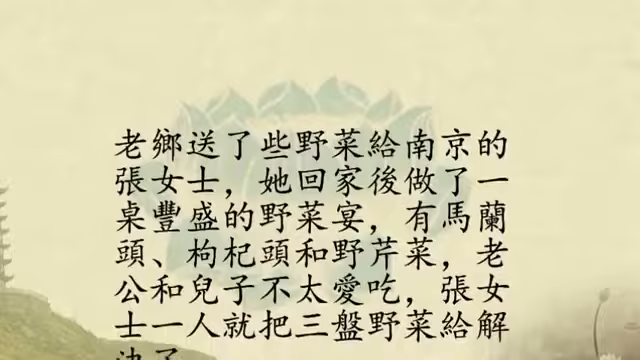 老鄉送了些野菜給南京的
張女士，她回家後做了一
桌豐盛的野菜宴，有馬蘭
頭、枸杞頭和野芹菜，老
公和兒子不太愛吃，張女
士一人就把三盤野菜給解
決了